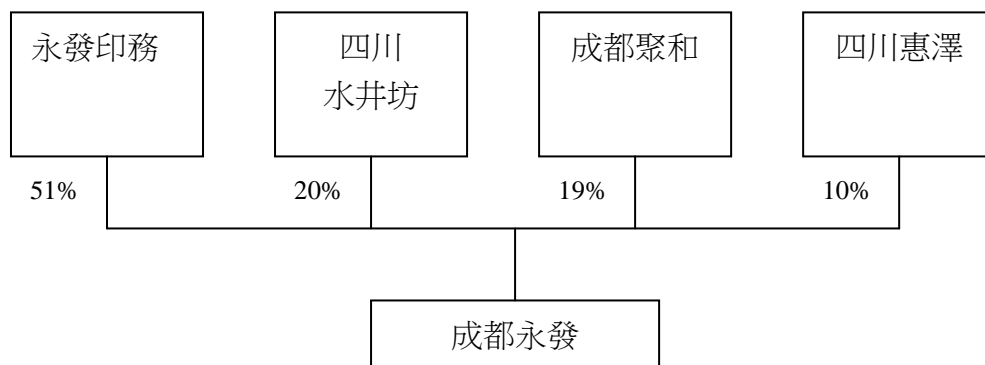 永發印務
四川
水井坊
成都聚和
四川惠澤
51%
20%
19%
10%
成都永發